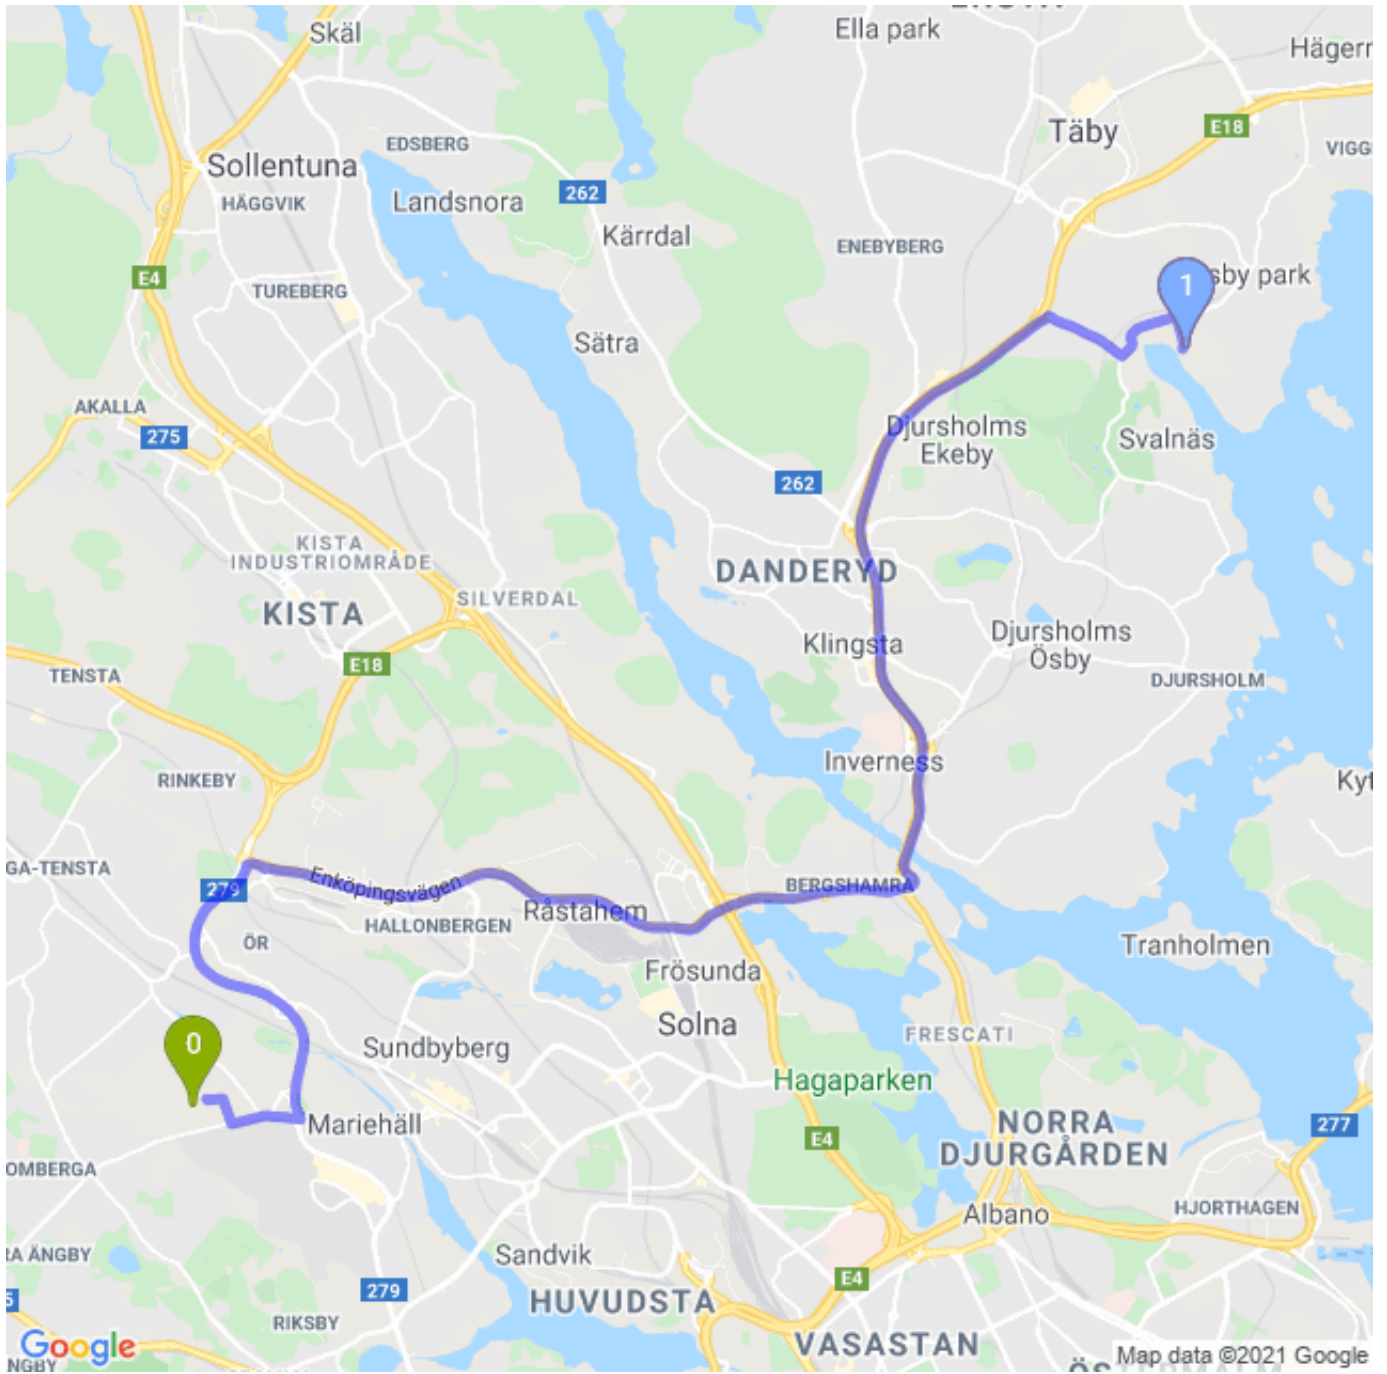 Skäl
Ella park
Hägern
E18
Täby
EDSBERG
VIGG
Sollentuna
262
HÄGGVIK
Landsnora
Kärrdal
ENEBYBERG
E4
TUREBERG
1
sby park
Sätra
AKALLA
275
Djursholms
Ekeby
Svalnäs
262
KISTA
INDUSTRIOMRÅDE
DANDERYD
SILVERDAL
KISTA
Djursholms
Ösby
Klingsta
E18
TENSTA
DJURSHOLM
Inverness
RINKEBY
Kyt
GA-TENSTA
279
Enköpingsvägen
BERGSHAMRA
Råstahem
HALLONBERGEN
ÖR
Tranholmen
Frösunda
Solna
FRESCATI
0
Sundbyberg
Hagaparken
Mariehäll
E4
NORRA
DJURGÅRDEN
277
OMBERGA
HJORTHAGEN
Albano
RA ÄNGBY
Sandvik
E4
279
HUVUDSTA
5
RIKSBY
VASASTAN
Google
NGBY
Map data ©2021 Google